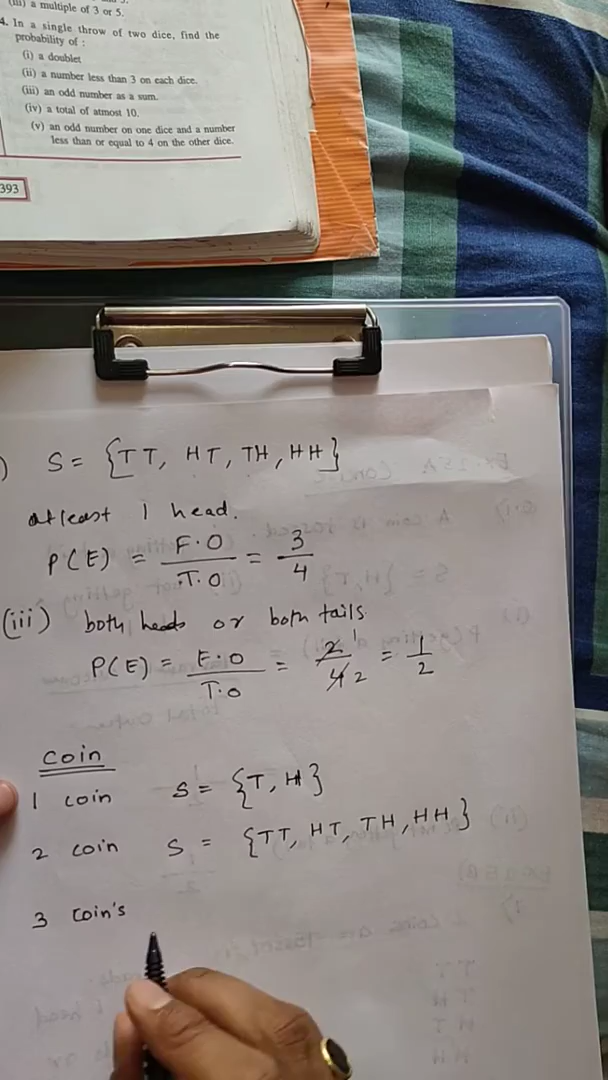 (iii) a multiple of 3 or 5.
4. In a single throw of two dice, find the
probability of :
(i) a doublet
(ii) a number less than 3 on each dice.
(iii) an odd number as a sum.
(iv) a total of atmost 10.
(v) an odd number on one dice and a number
less than or equal to 4 on the other dice.
393
) S = {TT, HT, TH, HH}
atleast 1 head.
P(E) = F.O / T.O = 3/4
(iii) both heads or both tails
P(E) = F.O / T.O = 2 1 / 4 2 = 1/2
Coin
1 coin S = {T, H}
2 coin S = {TT, HT, TH, HH}
3 Coin's